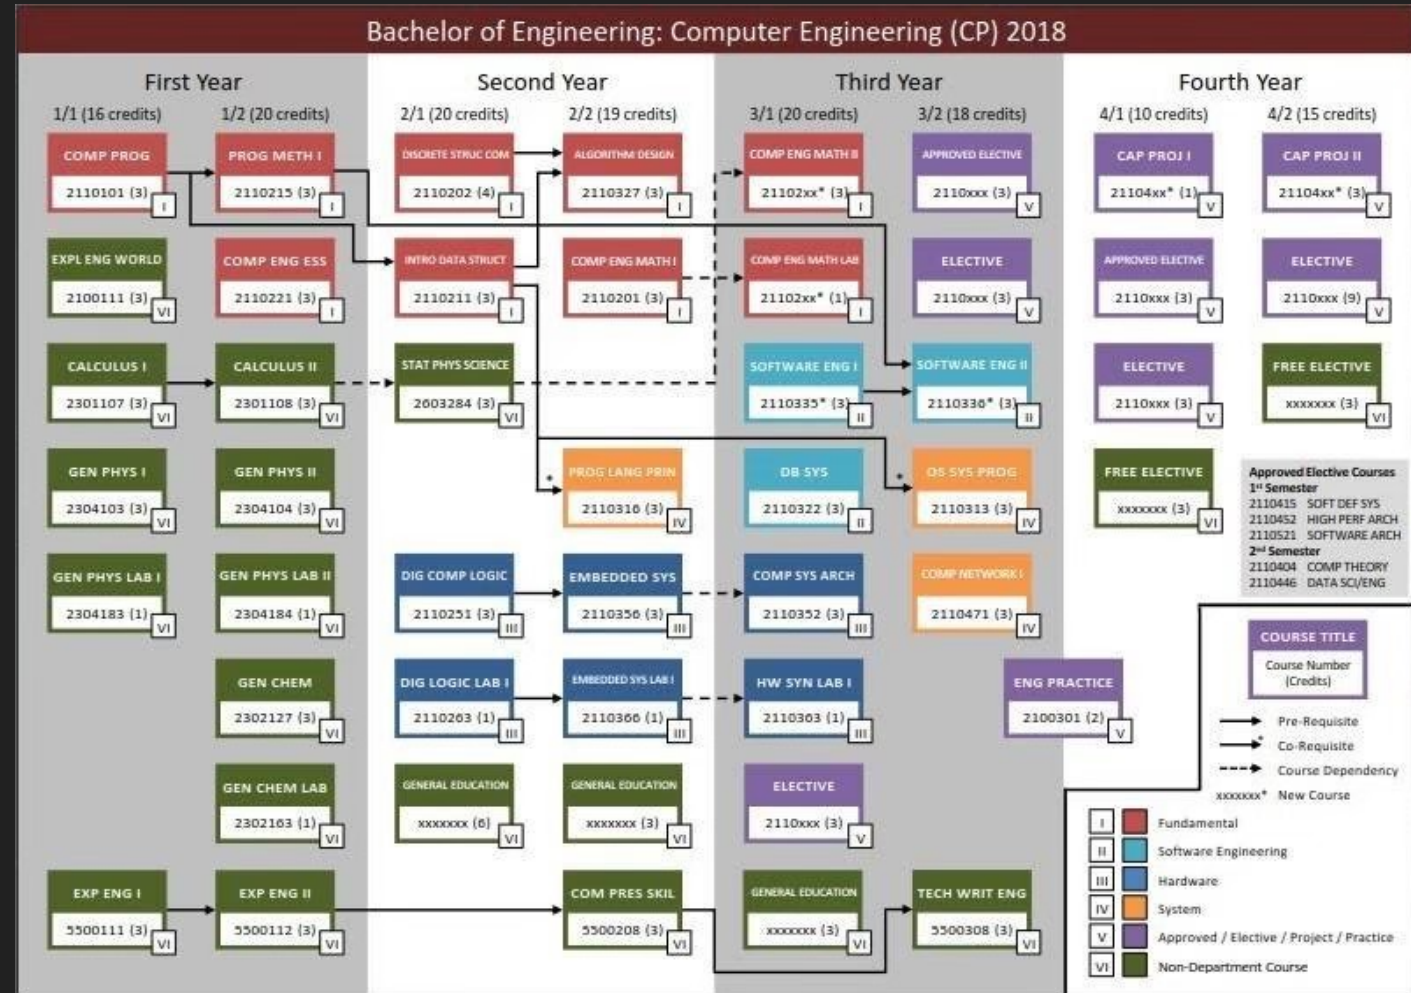 Bachelor of Engineering: Computer Engineering (CP) 2018
First Year
1/1 (16 credits)
COMP PROG
2110101 (3)
I
EXPL ENG WORLD
2100111 (3)
VI
CALCULUS I
2301107 (3)
VI
GEN PHYS I
2304103 (3)
VI
GEN PHYS LAB I
2304183 (1)
VI
EXP ENG I
5500111 (3)
VI
1/2 (20 credits)
PROG METH I
2110215 (3)
I
COMP ENG ESS
2110221 (3)
I
CALCULUS II
2301108 (3)
VI
GEN PHYS II
2304104 (3)
VI
GEN PHYS LAB II
2304184 (1)
VI
GEN CHEM
2302127 (3)
VI
GEN CHEM LAB
2302163 (1)
VI
EXP ENG II
5500112 (3)
VI
Second Year
2/1 (20 credits)
DISCRETE STRUC COM
2110202 (4)
I
INTRO DATA STRUCT
2110211 (3)
I
STAT PHYS SCIENCE
2603284 (3)
VI
DIG COMP LOGIC
2110251 (3)
III
DIG LOGIC LAB I
2110263 (1)
III
GENERAL EDUCATION
xxxxxxx (6)
VI
2/2 (19 credits)
ALGORITHM DESIGN
2110327 (3)
I
COMP ENG MATH I
2110201 (3)
I
*
PROG LANG PRIN
2110316 (3)
IV
EMBEDDED SYS
2110356 (3)
III
EMBEDDED SYS LAB I
2110366 (1)
III
GENERAL EDUCATION
xxxxxxx (3)
VI
COM PRES SKIL
5500208 (3)
VI
Third Year
3/1 (20 credits)
COMP ENG MATH II
21102xx* (3)
I
COMP ENG MATH LAB
21102xx* (1)
I
SOFTWARE ENG I
2110335* (3)
II
DB SYS
2110322 (3)
II
COMP SYS ARCH
2110352 (3)
III
HW SYN LAB I
2110363 (1)
III
ELECTIVE
2110xxx (3)
V
GENERAL EDUCATION
xxxxxxx (3)
VI
3/2 (18 credits)
APPROVED ELECTIVE
2110xxx (3)
V
ELECTIVE
2110xxx (3)
V
SOFTWARE ENG II
2110336* (3)
II
*
OS SYS PROG
2110313 (3)
IV
COMP NETWORK I
2110471 (3)
IV
ENG PRACTICE
2100301 (2)
V
TECH WRIT ENG
5500308 (3)
VI
Fourth Year
4/1 (10 credits)
CAP PROJ I
21104xx* (1)
V
APPROVED ELECTIVE
2110xxx (3)
V
ELECTIVE
2110xxx (3)
V
FREE ELECTIVE
xxxxxxx (3)
VI
4/2 (15 credits)
CAP PROJ II
21104xx* (3)
V
ELECTIVE
2110xxx (9)
V
FREE ELECTIVE
xxxxxxx (3)
VI
Approved Elective Courses
1st Semester
2110415 SOFT DEF SYS
2110452 HIGH PERF ARCH
2110521 SOFTWARE ARCH
2nd Semester
2110404 COMP THEORY
2110446 DATA SCI/ENG
COURSE TITLE
Course Number
(Credits)
Pre-Requisite
* Co-Requisite
Course Dependency
xxxxxxx* New Course
I Fundamental
II Software Engineering
III Hardware
IV System
V Approved / Elective / Project / Practice
VI Non-Department Course